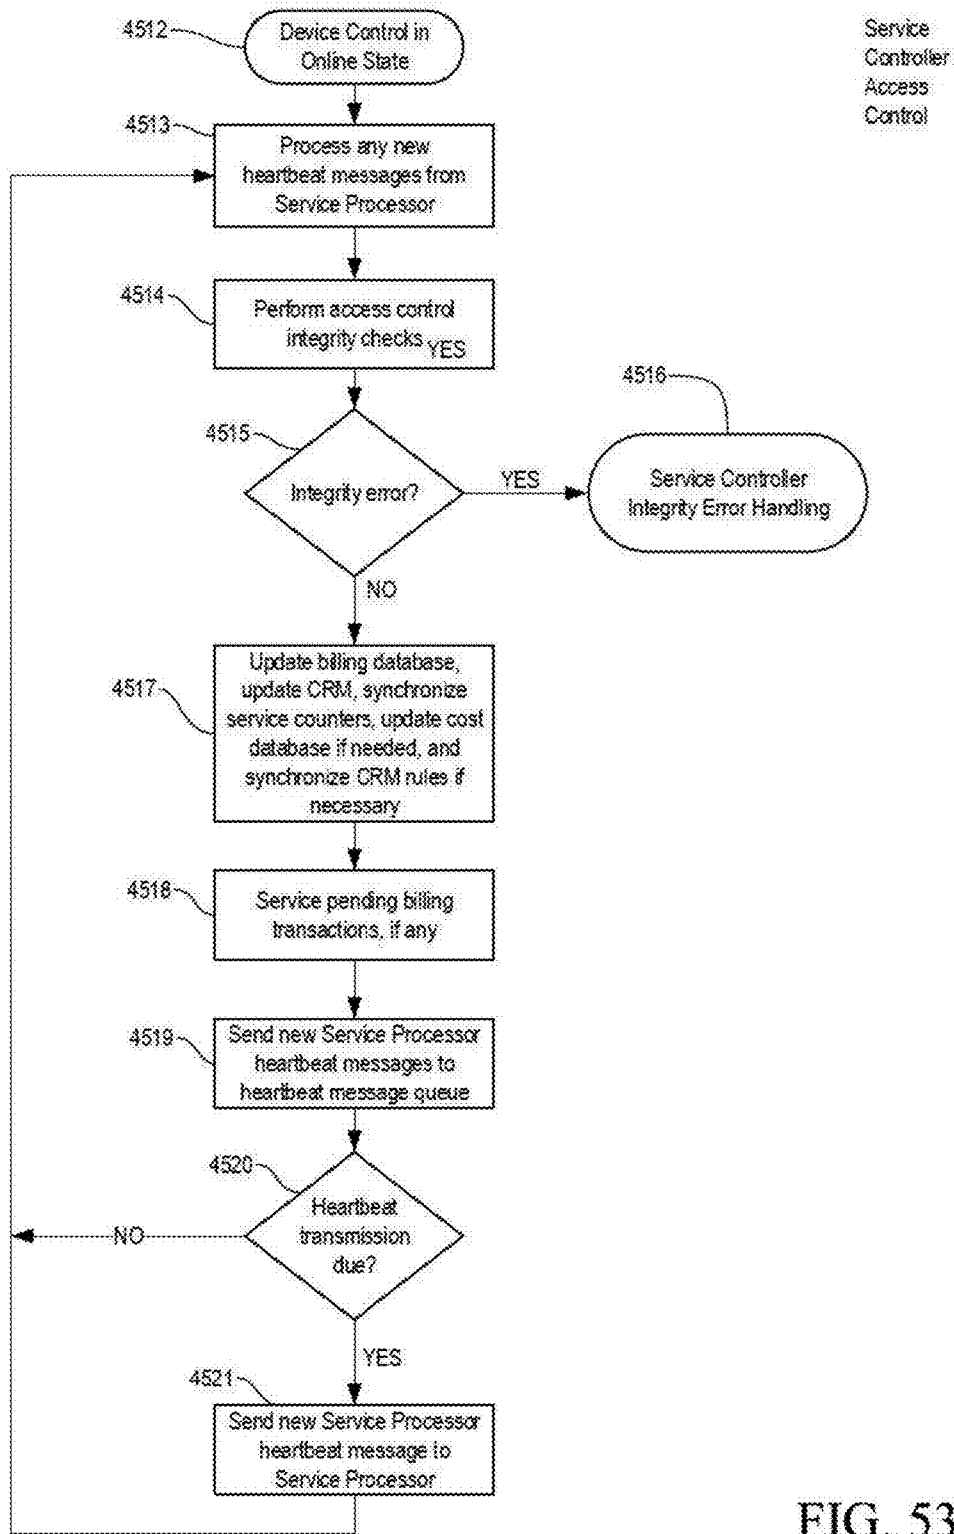 4512
Device Control in
Online State
Service
Controller
Access
Control
4513
Process any new
heartbeat messages from
Service Processor
4514
Perform access control
integrity checks YES
4516
4515
Integrity error?
YES
Service Controller
Integrity Error Handling
NO
4517
Update billing database,
update CRM, synchronize
service counters, update cost
database if needed, and
synchronize CRM rules if
necessary
4518
Service pending billing
transactions, if any
4519
Send new Service Processor
heartbeat messages to
heartbeat message queue
4520
Heartbeat
transmission
due?
NO
YES
4521
Send new Service Processor
heartbeat message to
Service Processor
FIG. 53